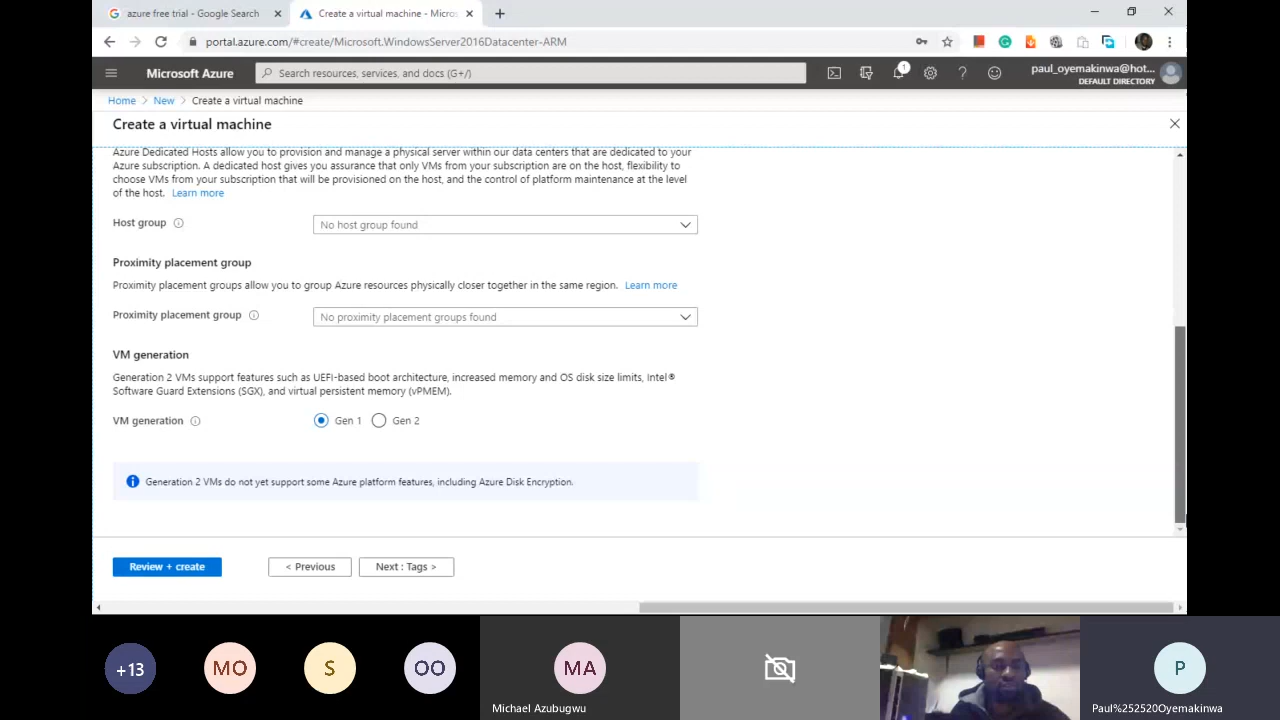 azure free trial - Google Search
Create a virtual machine - Micros
portal.azure.com/#create/Microsoft.WindowsServer2016Datacenter-ARM
Microsoft Azure
Search resources, services, and docs (G+/)
1
paul_oyemakinwa@hot...
DEFAULT DIRECTORY
Home > New > Create a virtual machine
Create a virtual machine
Azure Dedicated Hosts allow you to provision and manage a physical server within our data centers that are dedicated to your
Azure subscription. A dedicated host gives you assurance that only VMs from your subscription are on the host, flexibility to
choose VMs from your subscription that will be provisioned on the host, and the control of platform maintenance at the level
of the host. Learn more
Host group
No host group found
Proximity placement group
Proximity placement groups allow you to group Azure resources physically closer together in the same region. Learn more
Proximity placement group
No proximity placement groups found
VM generation
Generation 2 VMs support features such as UEFI-based boot architecture, increased memory and OS disk size limits, Intel®
Software Guard Extensions (SGX), and virtual persistent memory (vPMEM).
VM generation
Gen 1
Gen 2
Generation 2 VMs do not yet support some Azure platform features, including Azure Disk Encryption.
Review + create
< Previous
Next : Tags >
+13
MO
S
OO
MA
Michael Azubugwu
P
Paul%252520Oyemakinwa